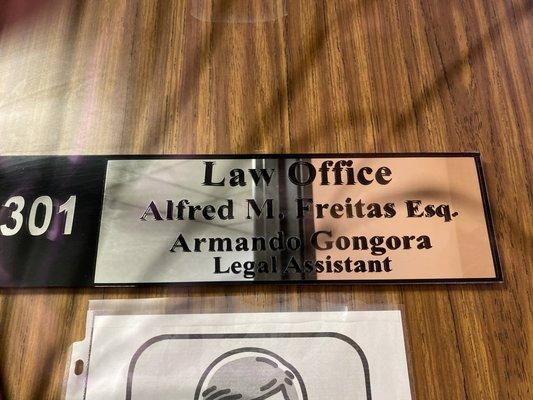 301
Law Office
Alfred M. Freitas Esq.
Armando Gongora
Legal Assistant